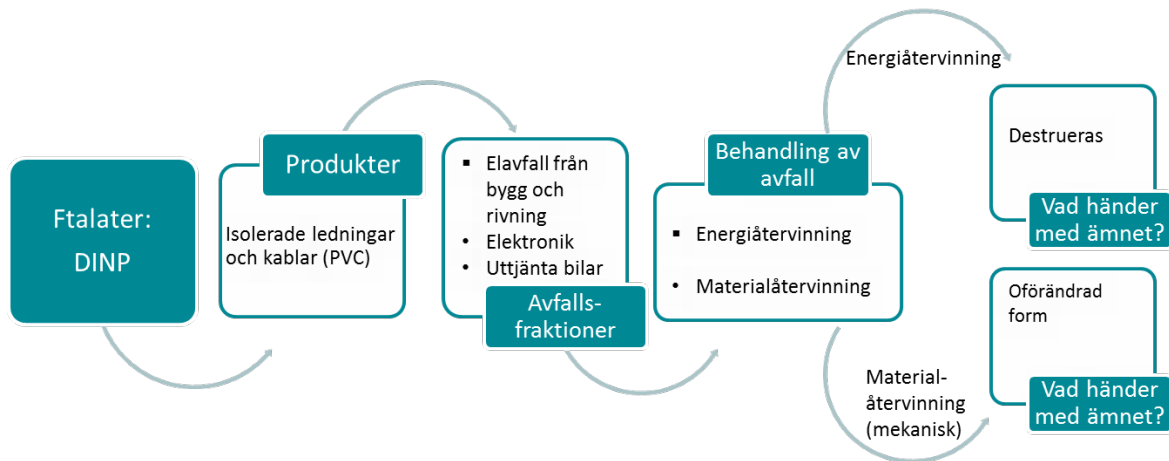 Ftalater:
DINP
Produkter
Isolerade ledningar
och kablar (PVC)
▪ Elavfall från
bygg och
rivning
• Elektronik
• Uttjänta bilar
Avfalls-
fraktioner
Behandling av
avfall
▪ Energiåtervinning
• Materialåtervinning
Energiåtervinning
Destrueras
Vad händer
med ämnet?
Material-
återvinning
(mekanisk)
Oförändrad
form
Vad händer
med ämnet?